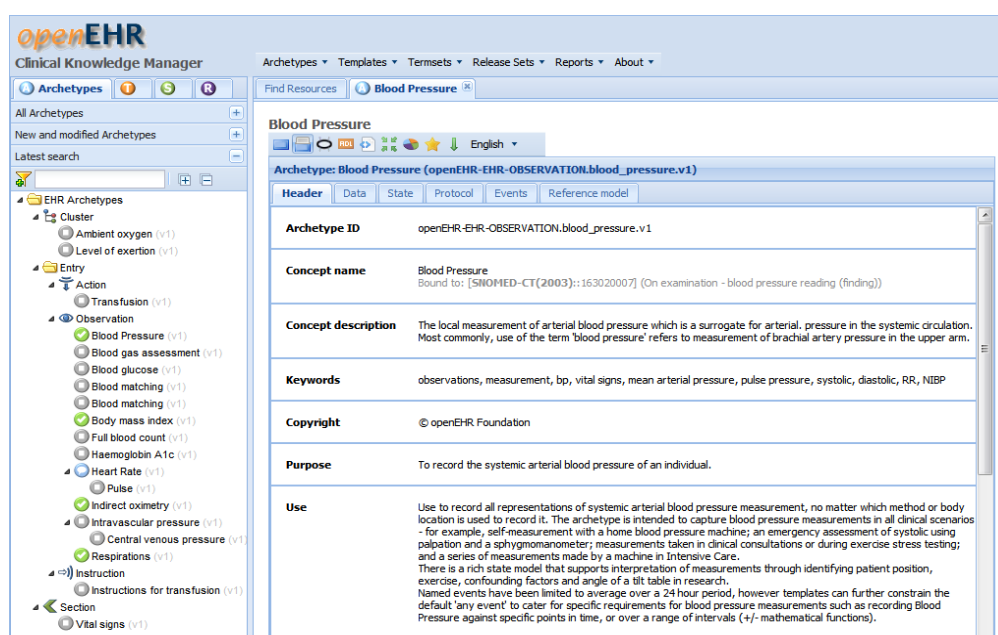 openEHR
Clinical Knowledge Manager
Archetypes Templates Termsets Release Sets Reports About
Archetypes T S R
All Archetypes
New and modified Archetypes
Latest search
EHR Archetypes
Cluster
Ambient oxygen (v1)
Level of exertion (v1)
Entry
Action
Transfusion (v1)
Observation
Blood Pressure (v1)
Blood gas assessment (v1)
Blood glucose (v1)
Blood matching (v1)
Blood matching (v1)
Body mass index (v1)
Full blood count (v1)
Haemoglobin A1c (v1)
Heart Rate (v1)
Pulse (v1)
Indirect oximetry (v1)
Intravascular pressure (v1)
Central venous pressure (v1)
Respirations (v1)
Instruction
Instructions for transfusion (v1)
Section
Vital signs (v1)
Find Resources Blood Pressure
Blood Pressure
ADL English
Archetype: Blood Pressure (openEHR-EHR-OBSERVATION.blood_pressure.v1)
Header Data State Protocol Events Reference model
Archetype ID openEHR-EHR-OBSERVATION.blood_pressure.v1
Concept name Blood Pressure
Bound to: [SNOMED-CT(2003)::163020007] (On examination - blood pressure reading (finding))
Concept description The local measurement of arterial blood pressure which is a surrogate for arterial. pressure in the systemic circulation.
Most commonly, use of the term 'blood pressure' refers to measurement of brachial artery pressure in the upper arm.
Keywords observations, measurement, bp, vital signs, mean arterial pressure, pulse pressure, systolic, diastolic, RR, NIBP
Copyright © openEHR Foundation
Purpose To record the systemic arterial blood pressure of an individual.
Use Use to record all representations of systemic arterial blood pressure measurement, no matter which method or body
location is used to record it. The archetype is intended to capture blood pressure measurements in all clinical scenarios
- for example, self-measurement with a home blood pressure machine; an emergency assessment of systolic using
palpation and a sphygmomanometer; measurements taken in clinical consultations or during exercise stress testing;
and a series of measurements made by a machine in Intensive Care.
There is a rich state model that supports interpretation of measurements through identifying patient position,
exercise, confounding factors and angle of a tilt table in research.
Named events have been limited to average over a 24 hour period, however templates can further constrain the
default 'any event' to cater for specific requirements for blood pressure measurements such as recording Blood
Pressure against specific points in time, or over a range of intervals (+/- mathematical functions).